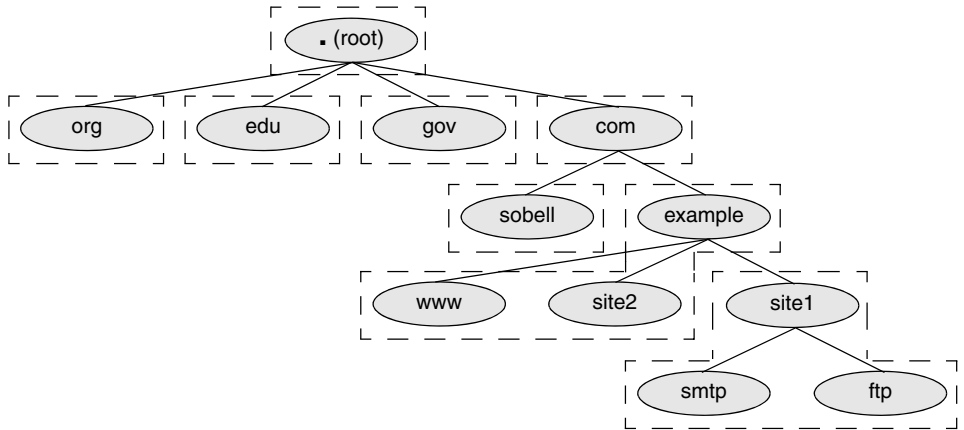 . (root)
org
edu
gov
com
sobell
example
www
site2
site1
smtp
ftp